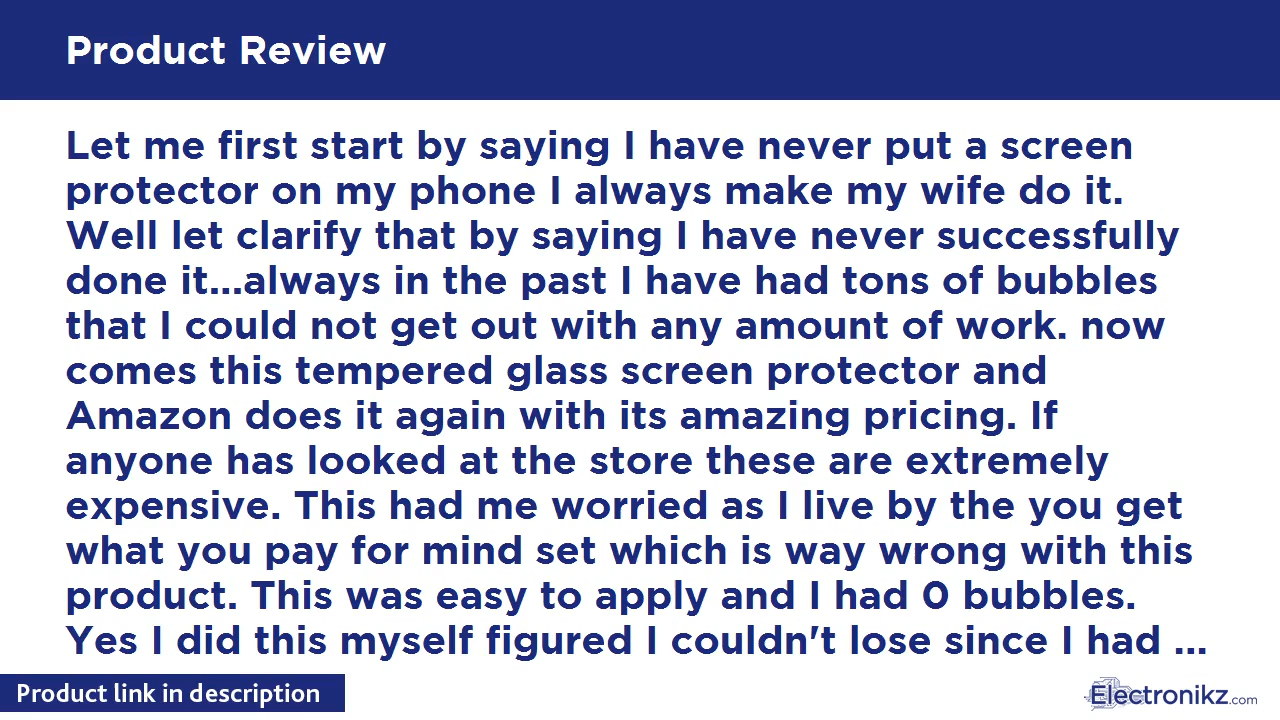 Product Review
Let me first start by saying I have never put a screen
protector on my phone I always make my wife do it.
Well let clarify that by saying I have never successfully
done it...always in the past I have had tons of bubbles
that I could not get out with any amount of work. now
comes this tempered glass screen protector and
Amazon does it again with its amazing pricing. If
anyone has looked at the store these are extremely
expensive. This had me worried as I live by the you get
what you pay for mind set which is way wrong with this
product. This was easy to apply and I had 0 bubbles.
Yes I did this myself figured I couldn't lose since I had ...
Product link in description
Electronikz.com